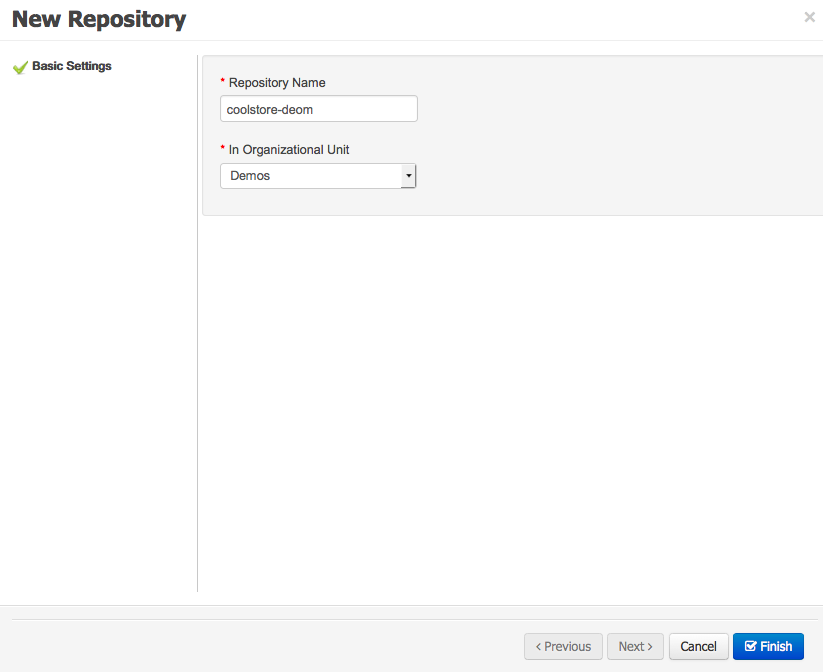 New Repository
×
Basic Settings
* Repository Name
coolstore-deom
* In Organizational Unit
Demos
‹ Previous
Next ›
Cancel
Finish